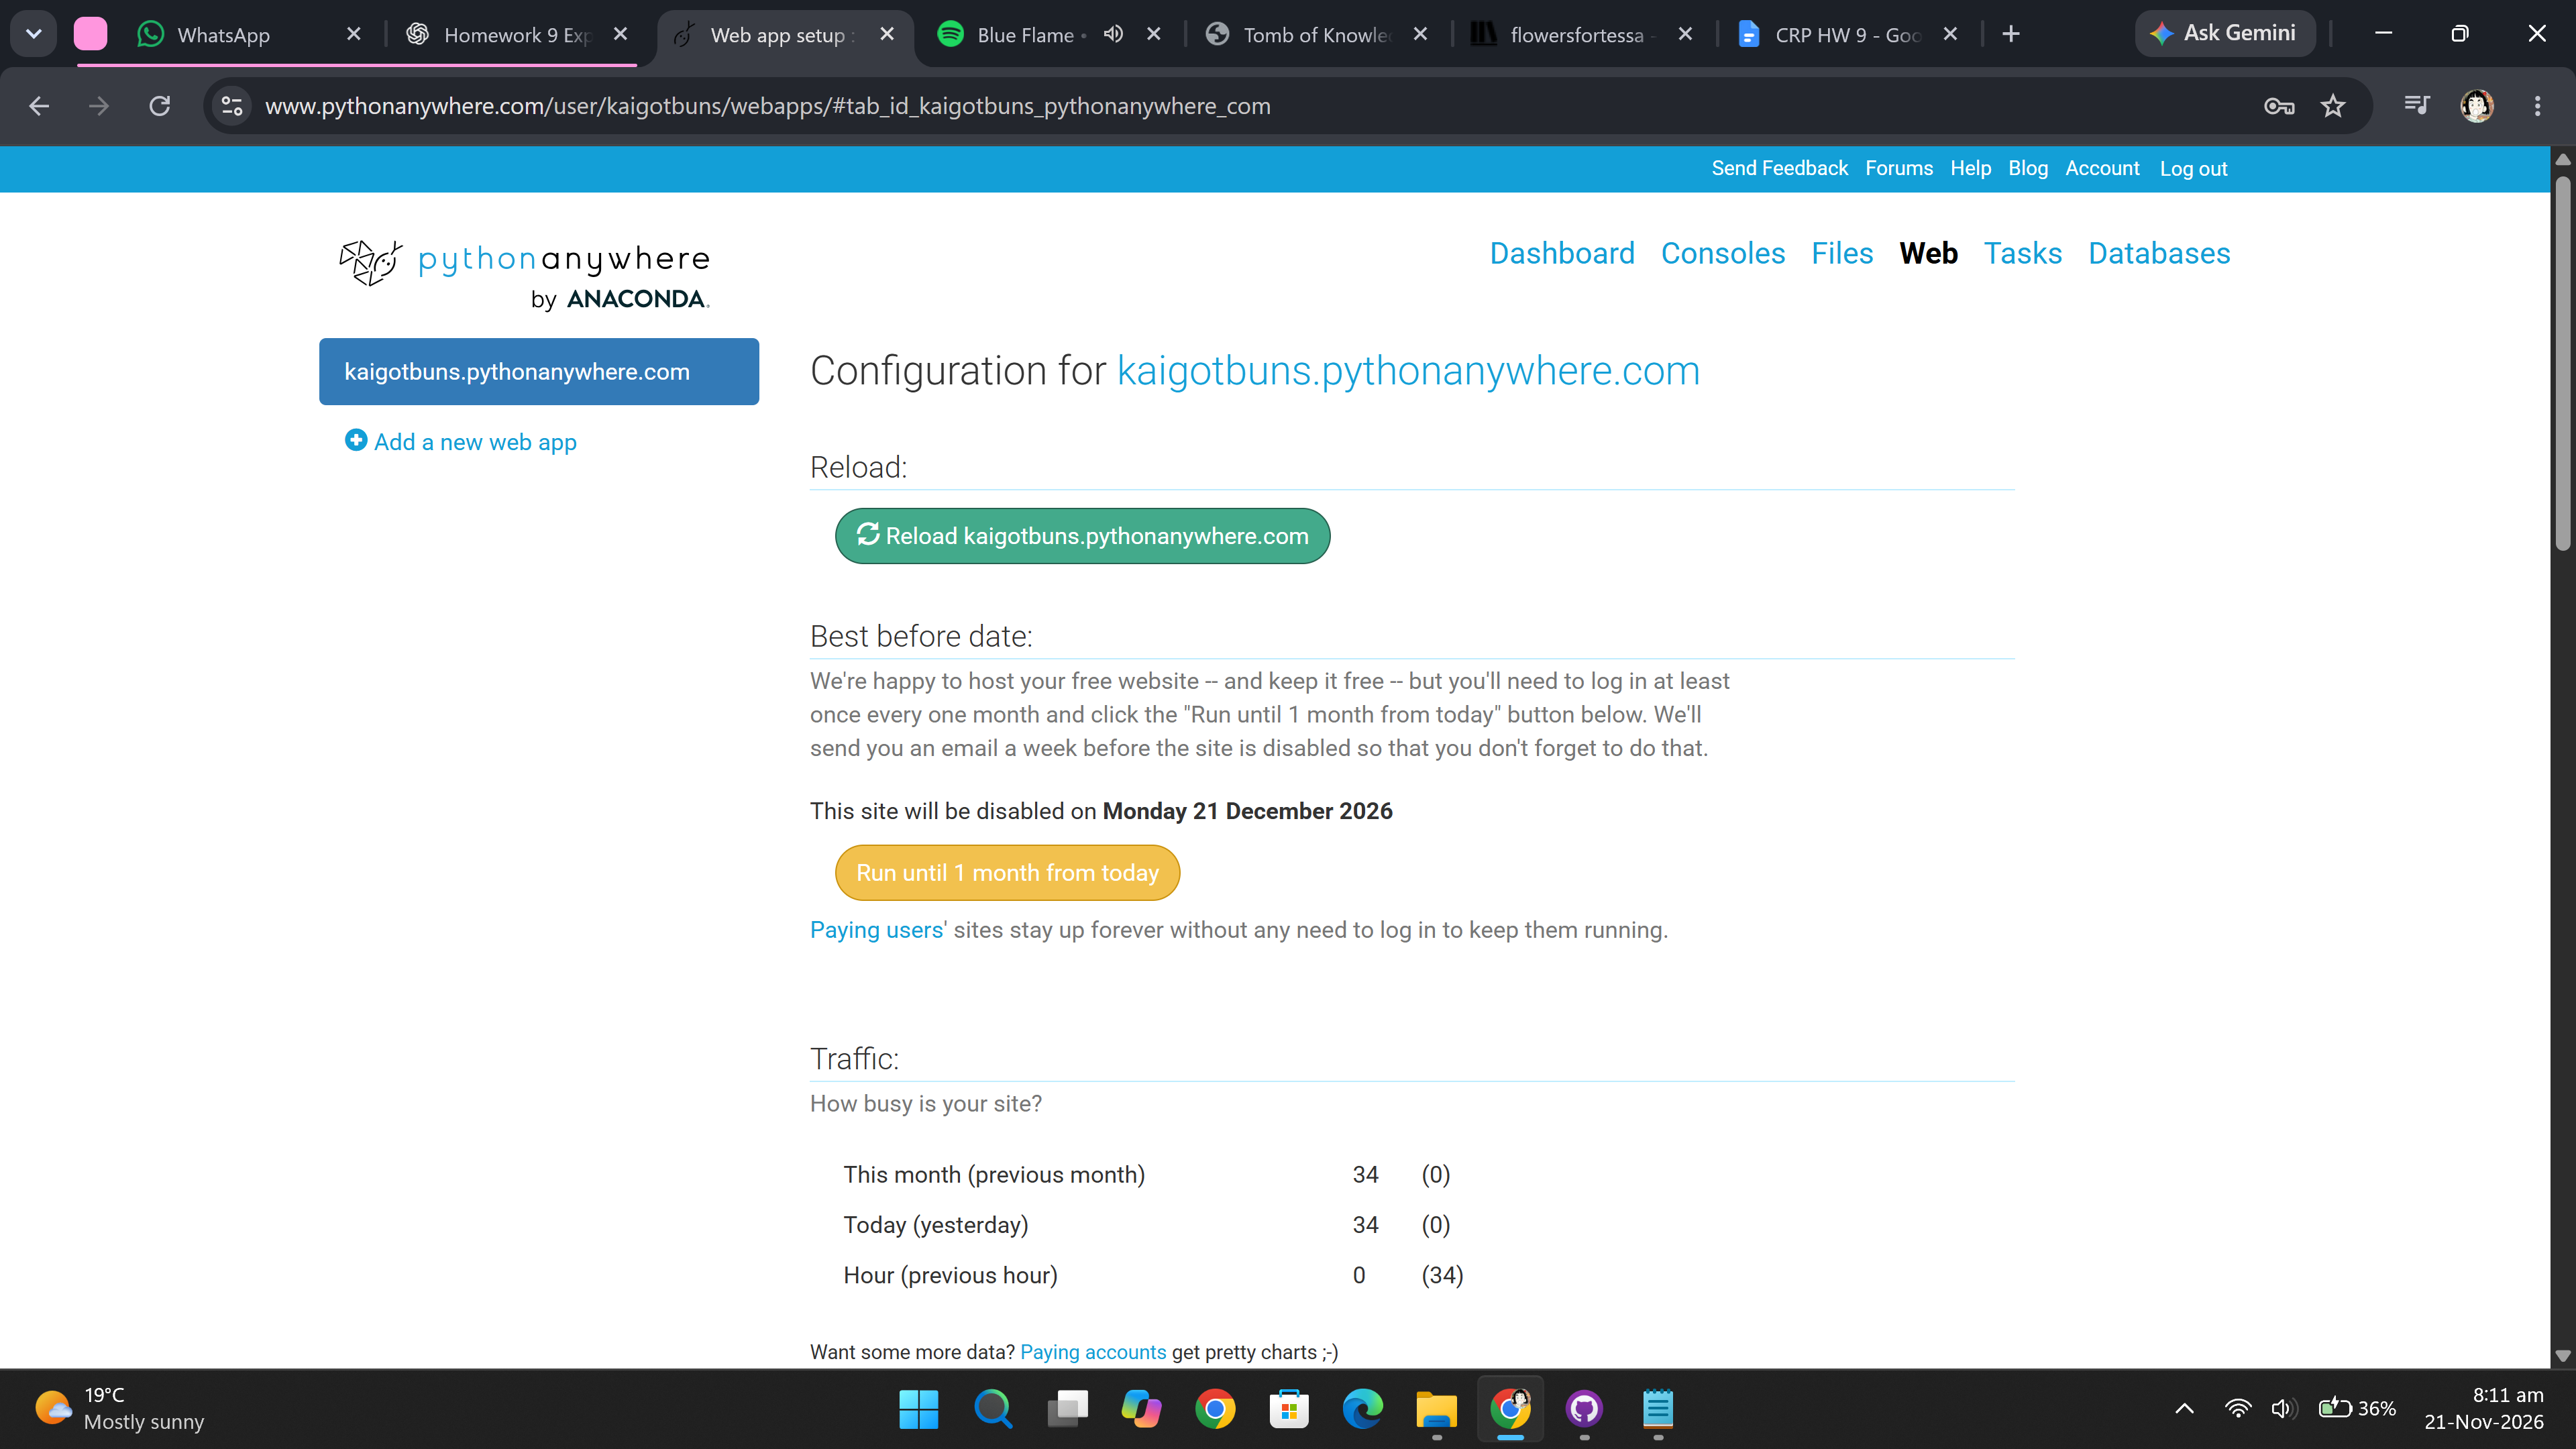 WhatsApp
Homework 9 Exp
Web app setup :
Blue Flame •
Tomb of Knowle
flowersfortessa -
CRP HW 9 - Goo
Ask Gemini
www.pythonanywhere.com/user/kaigotbuns/webapps/#tab_id_kaigotbuns_pythonanywhere_com
Send Feedback Forums Help Blog Account Log out
pythonanywhere
by ANACONDA.
Dashboard Consoles Files Web Tasks Databases
kaigotbuns.pythonanywhere.com
Add a new web app
Configuration for kaigotbuns.pythonanywhere.com
Reload:
Reload kaigotbuns.pythonanywhere.com
Best before date:
We're happy to host your free website -- and keep it free -- but you'll need to log in at least
once every one month and click the "Run until 1 month from today" button below. We'll
send you an email a week before the site is disabled so that you don't forget to do that.
This site will be disabled on Monday 21 December 2026
Run until 1 month from today
Paying users' sites stay up forever without any need to log in to keep them running.
Traffic:
How busy is your site?
This month (previous month) 34 (0)
Today (yesterday) 34 (0)
Hour (previous hour) 0 (34)
Want some more data? Paying accounts get pretty charts ;-)
19°C
Mostly sunny
36%
8:11 am
21-Nov-2026